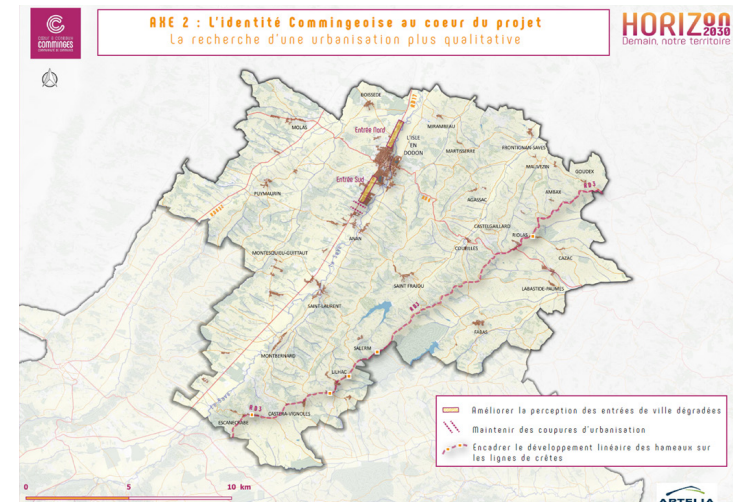 AXE 2 : L'identité Commingeoise au coeur du projet
La recherche d'une urbanisation plus qualitative
HORIZON
2030
Demain, notre territoire
COMMINGES
BOISSEDE
MOLAS
Entrée Nord
MIRAMBEAU
L'ISLE
EN
DODON
MARTISSERRE
FRONTIGNAN-SAVES
MAUVEZIN
GOUDEX
Entrée Sud
PUYMAURIN
AMBAX
AGASSAC
CASTELGAILLARD
RIOLAS
ANAN
COUEILLES
MONTESQUIEU-GUITTAUT
CAZAC
SAINT FRAJOU
LABASTIDE-PAUMES
SAINT-LAURENT
FABAS
SALERM
MONTBERNARD
LILHAC
CASTERA-VIGNOLES
ESCANECRABE
Améliorer la perception des entrées de ville dégradées
Maintenir des coupures d'urbanisation
Encadrer le développement linéaire des hameaux sur
les lignes de crêtes
0 5 10 km
ARTELIA